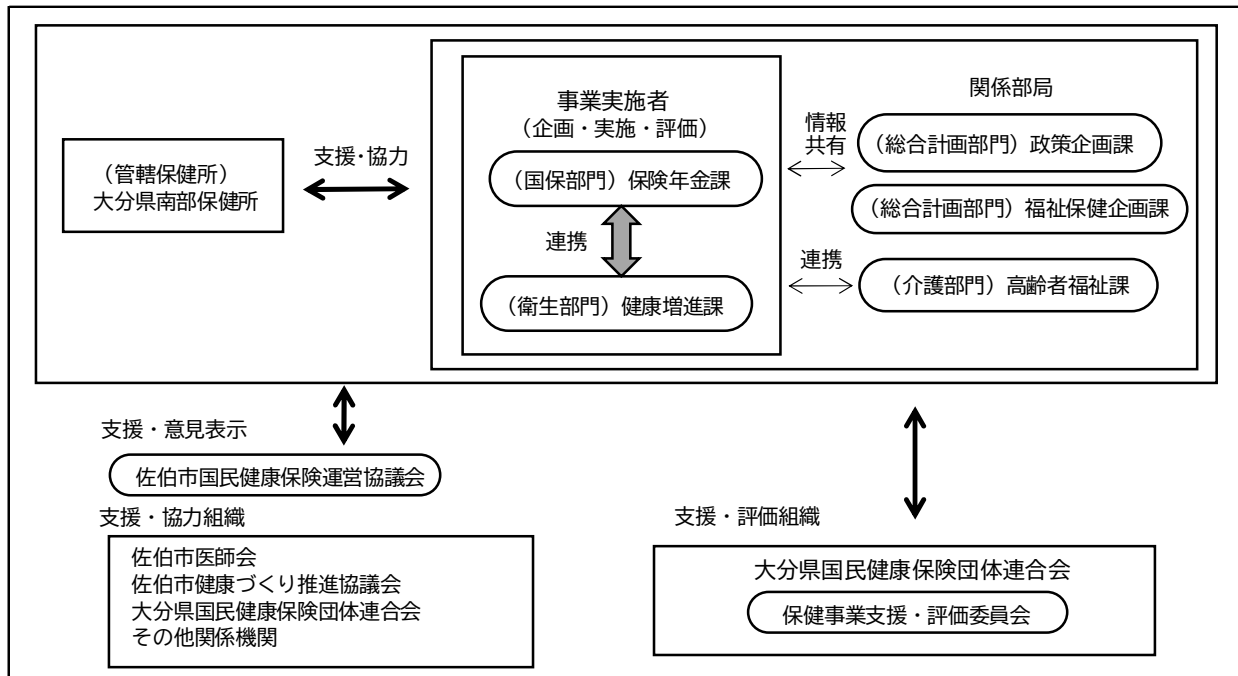 （管轄保健所）
大分県南部保健所
支援・協力
事業実施者
（企画・実施・評価）
（国保部門）保険年金課
連携
（衛生部門）健康増進課
情報
共有
関係部局
（総合計画部門）政策企画課
（総合計画部門）福祉保健企画課
連携
（介護部門）高齢者福祉課
支援・意見表示
佐伯市国民健康保険運営協議会
支援・協力組織
佐伯市医師会
佐伯市健康づくり推進協議会
大分県国民健康保険団体連合会
その他関係機関
支援・評価組織
大分県国民健康保険団体連合会
保健事業支援・評価委員会